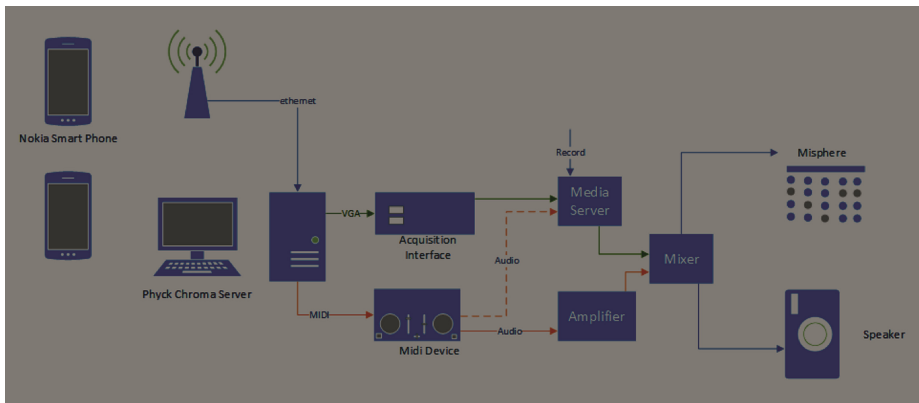 ethernet
Nokia Smart Phone
Record
Misphere
Media
Server
VGA
Acquisition
Interface
Mixer
Audio
Phyck Chroma Server
MIDI
Amplifier
Audio
Speaker
Midi Device